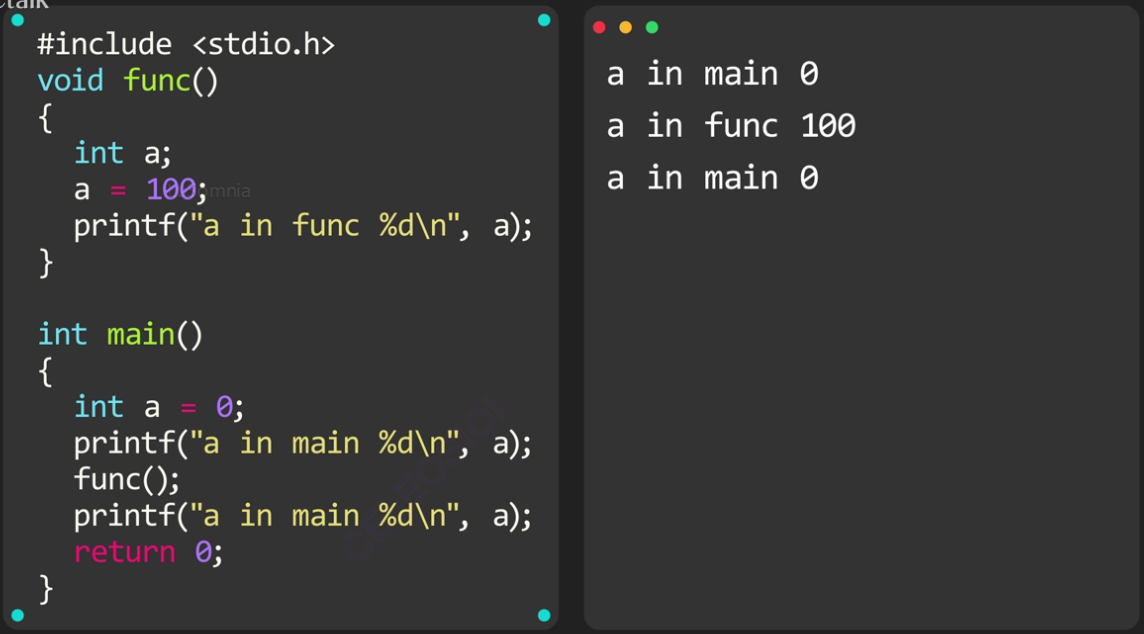 #include <stdio.h>
void func()
{
int a;
a = 100;
printf("a in func %d\n", a);
}
int main()
{
int a = 0;
printf("a in main %d\n", a);
func();
printf("a in main %d\n", a);
return 0;
}
a in main 0
a in func 100
a in main 0